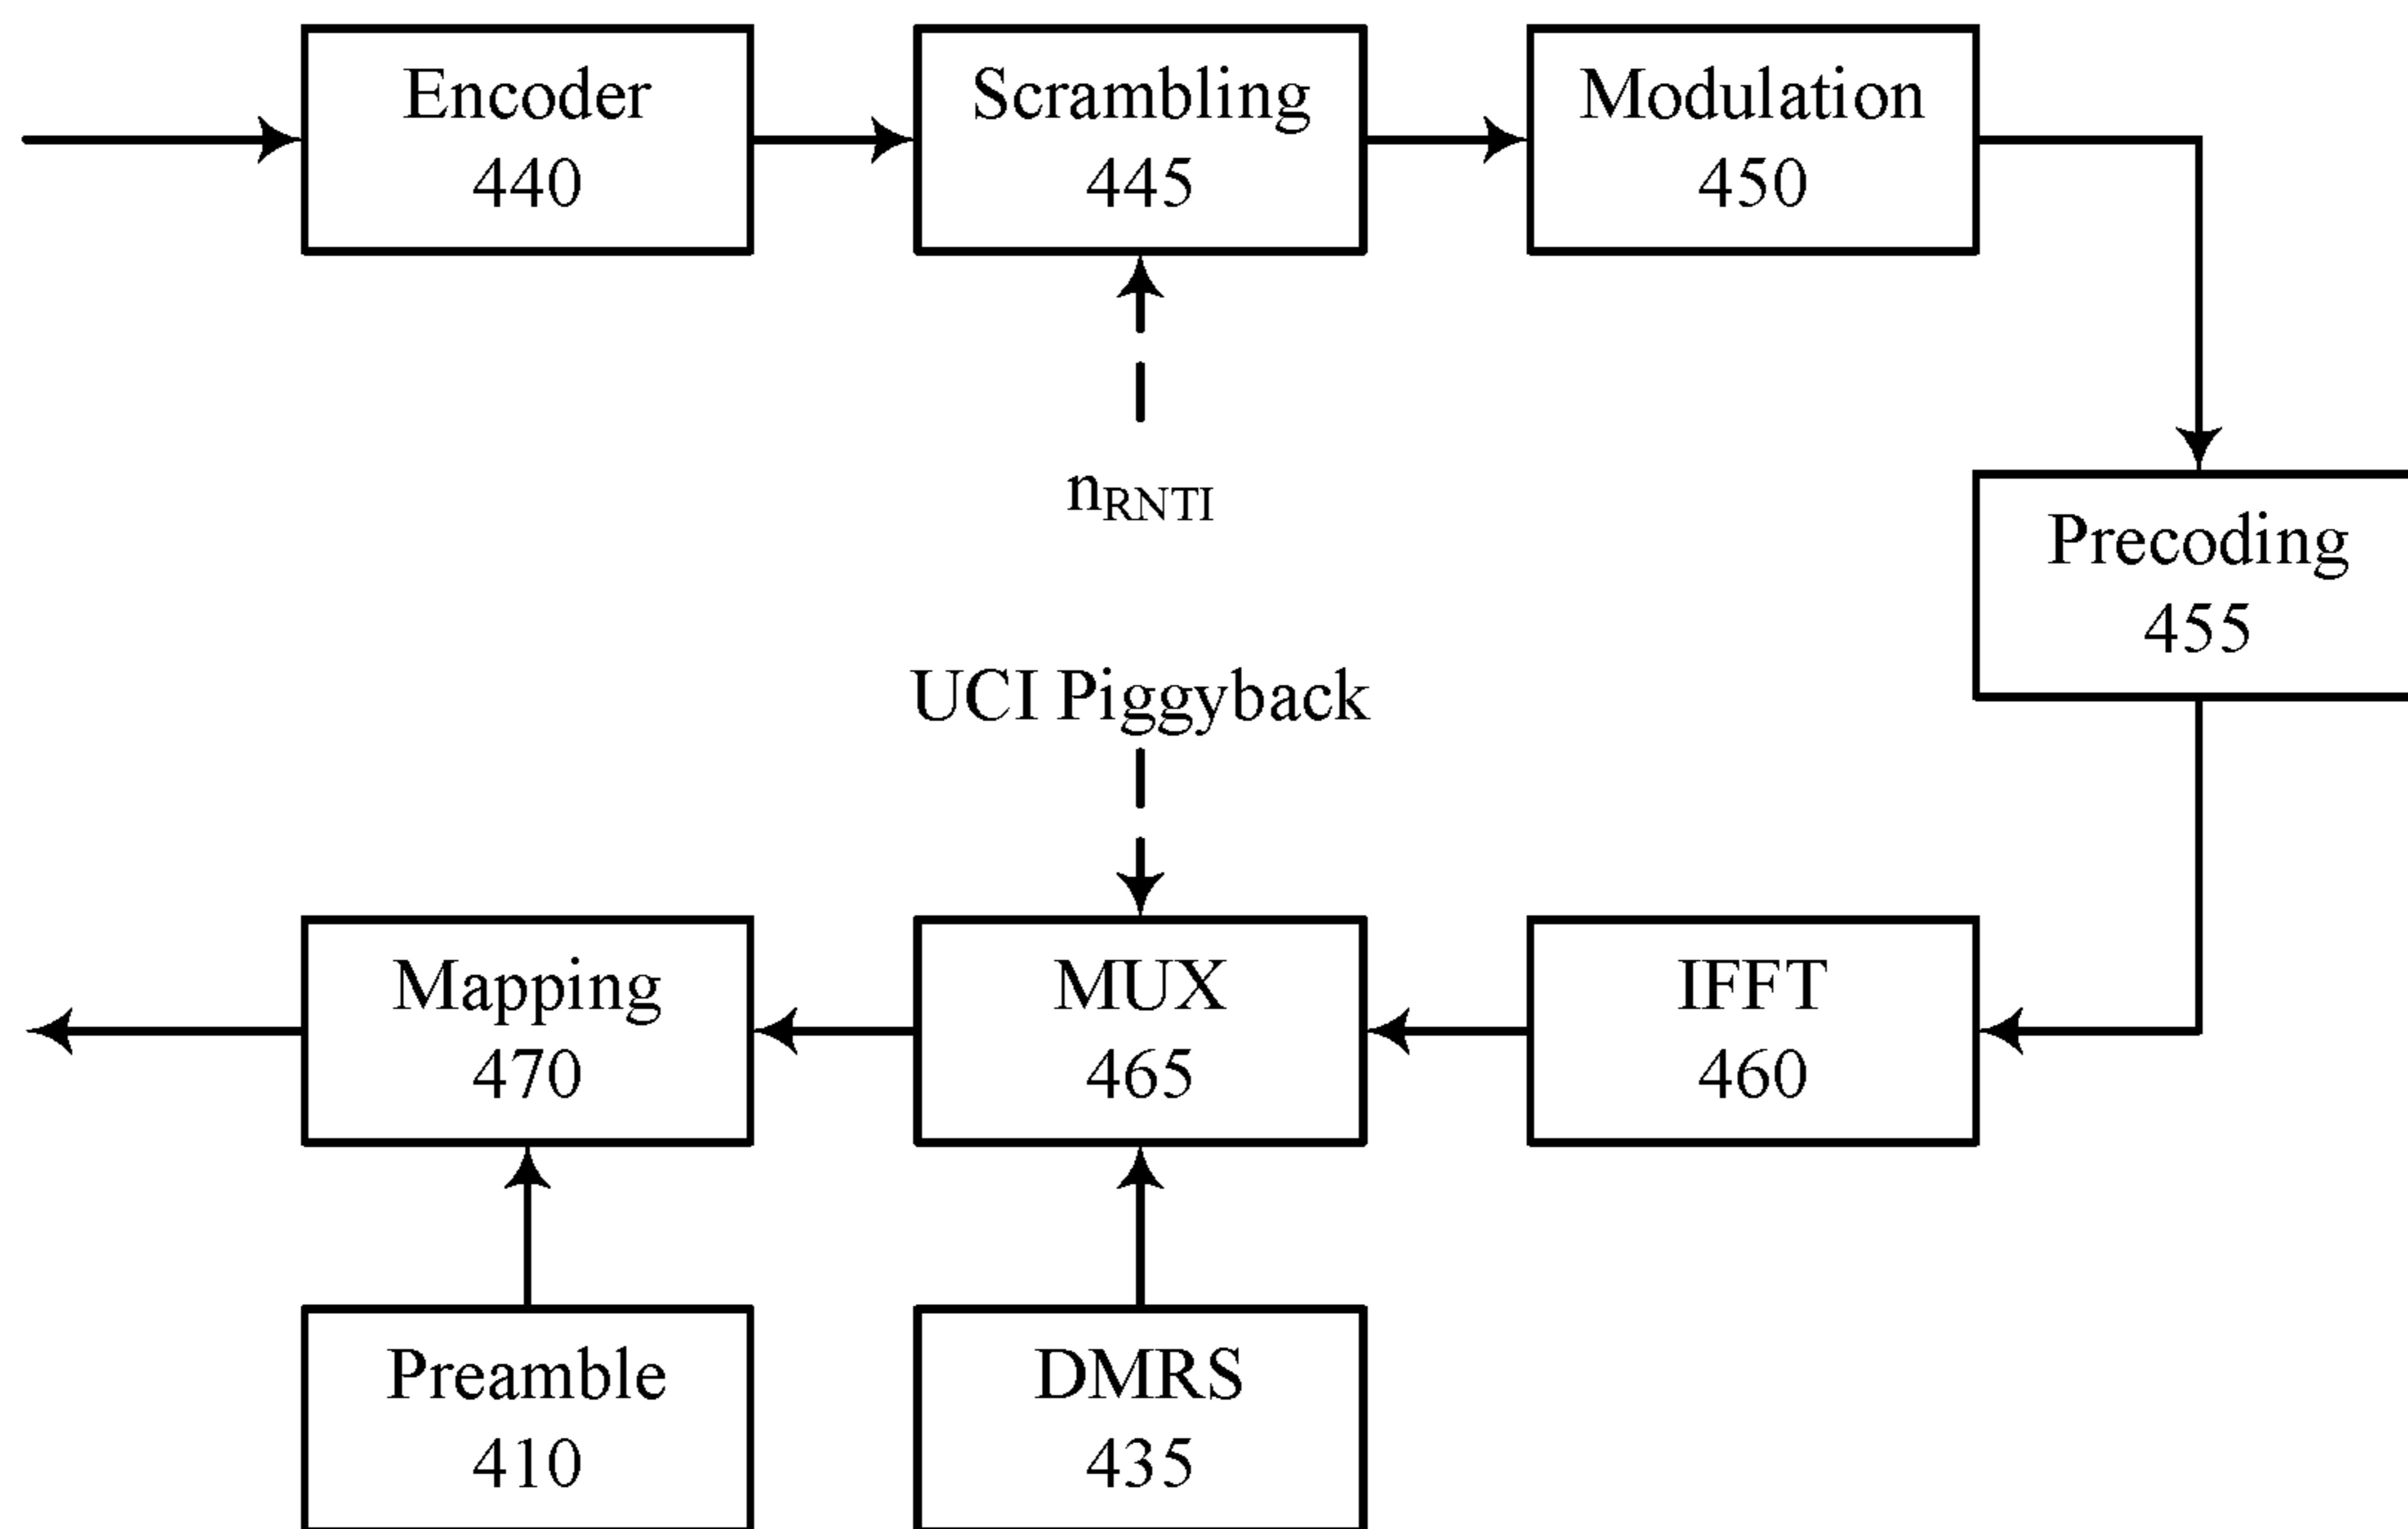 Encoder
440
Scrambling
445
Modulation
450
n_RNTI
Precoding
455
UCI Piggyback
Mapping
470
MUX
465
IFFT
460
Preamble
410
DMRS
435